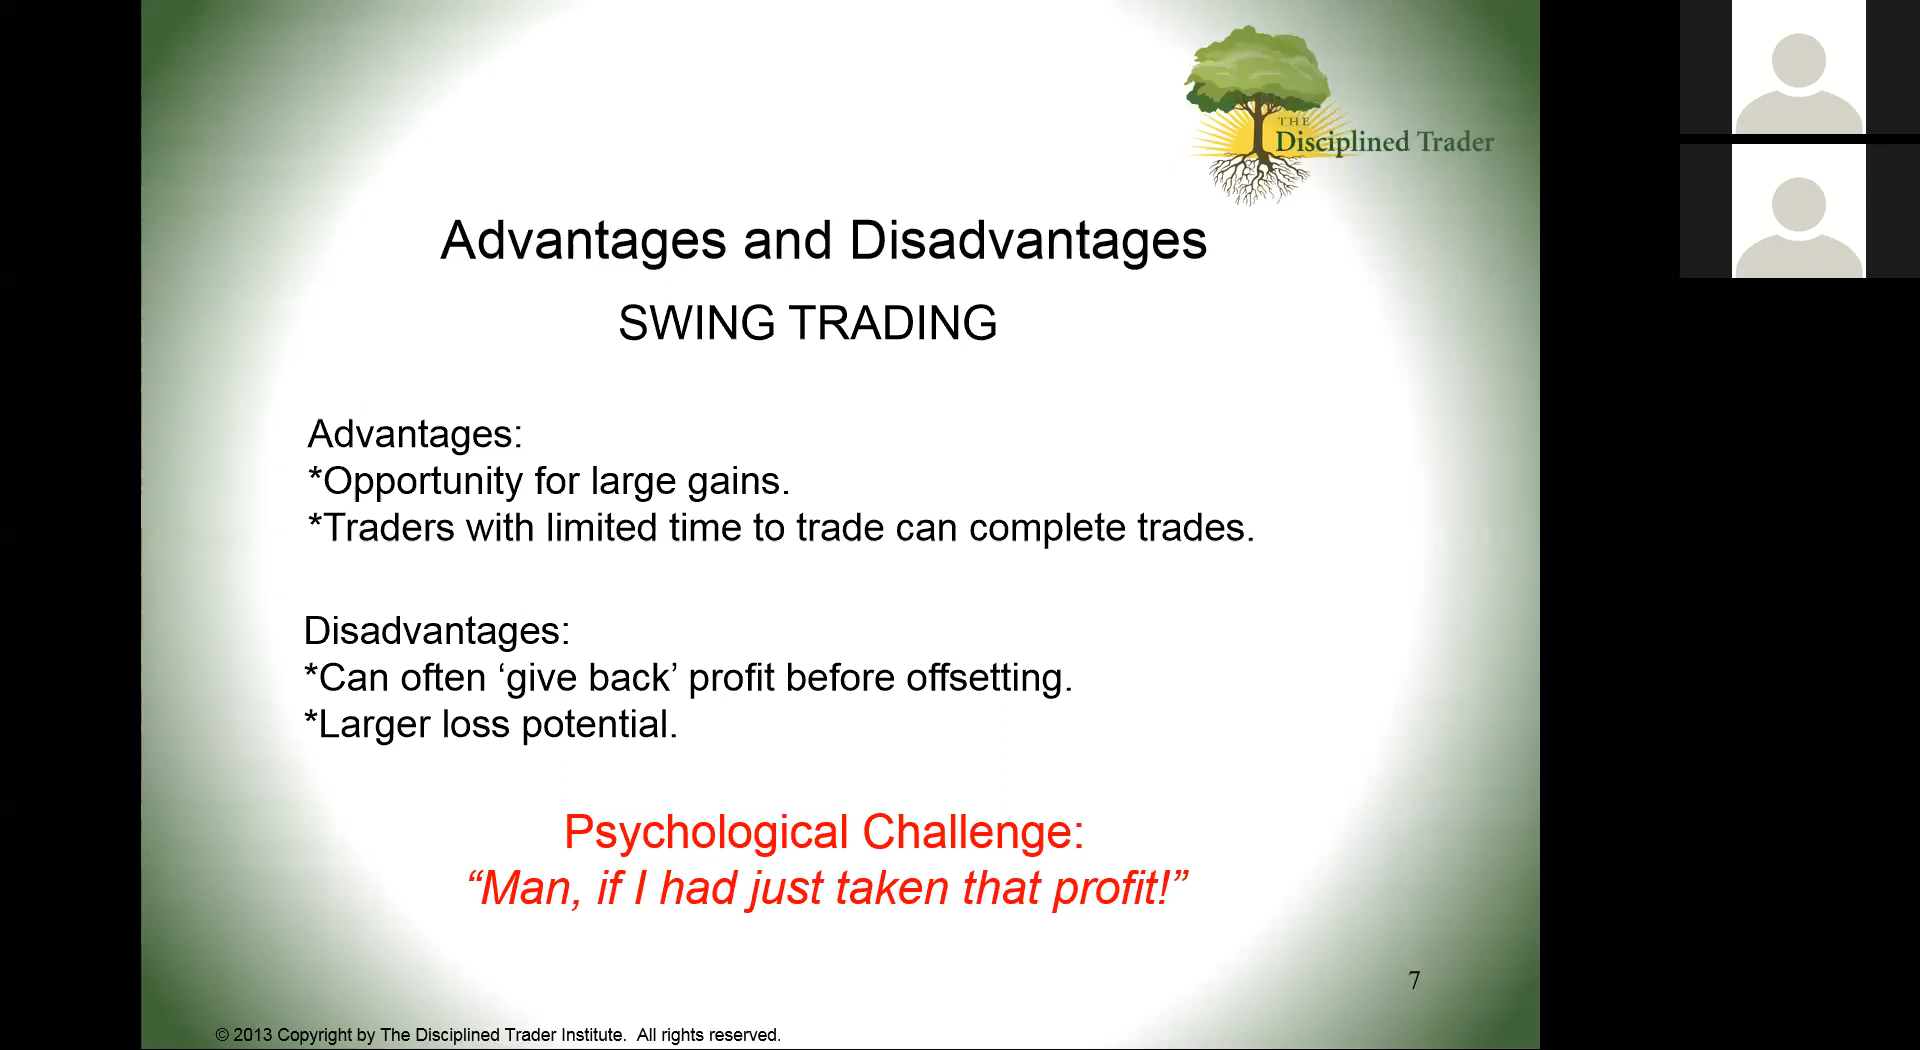 THE
Disciplined Trader
Advantages and Disadvantages
SWING TRADING
Advantages:
*Opportunity for large gains.
*Traders with limited time to trade can complete trades.
Disadvantages:
*Can often ‘give back’ profit before offsetting.
*Larger loss potential.
Psychological Challenge:
“Man, if I had just taken that profit!”
7
© 2013 Copyright by The Disciplined Trader Institute.  All rights reserved.